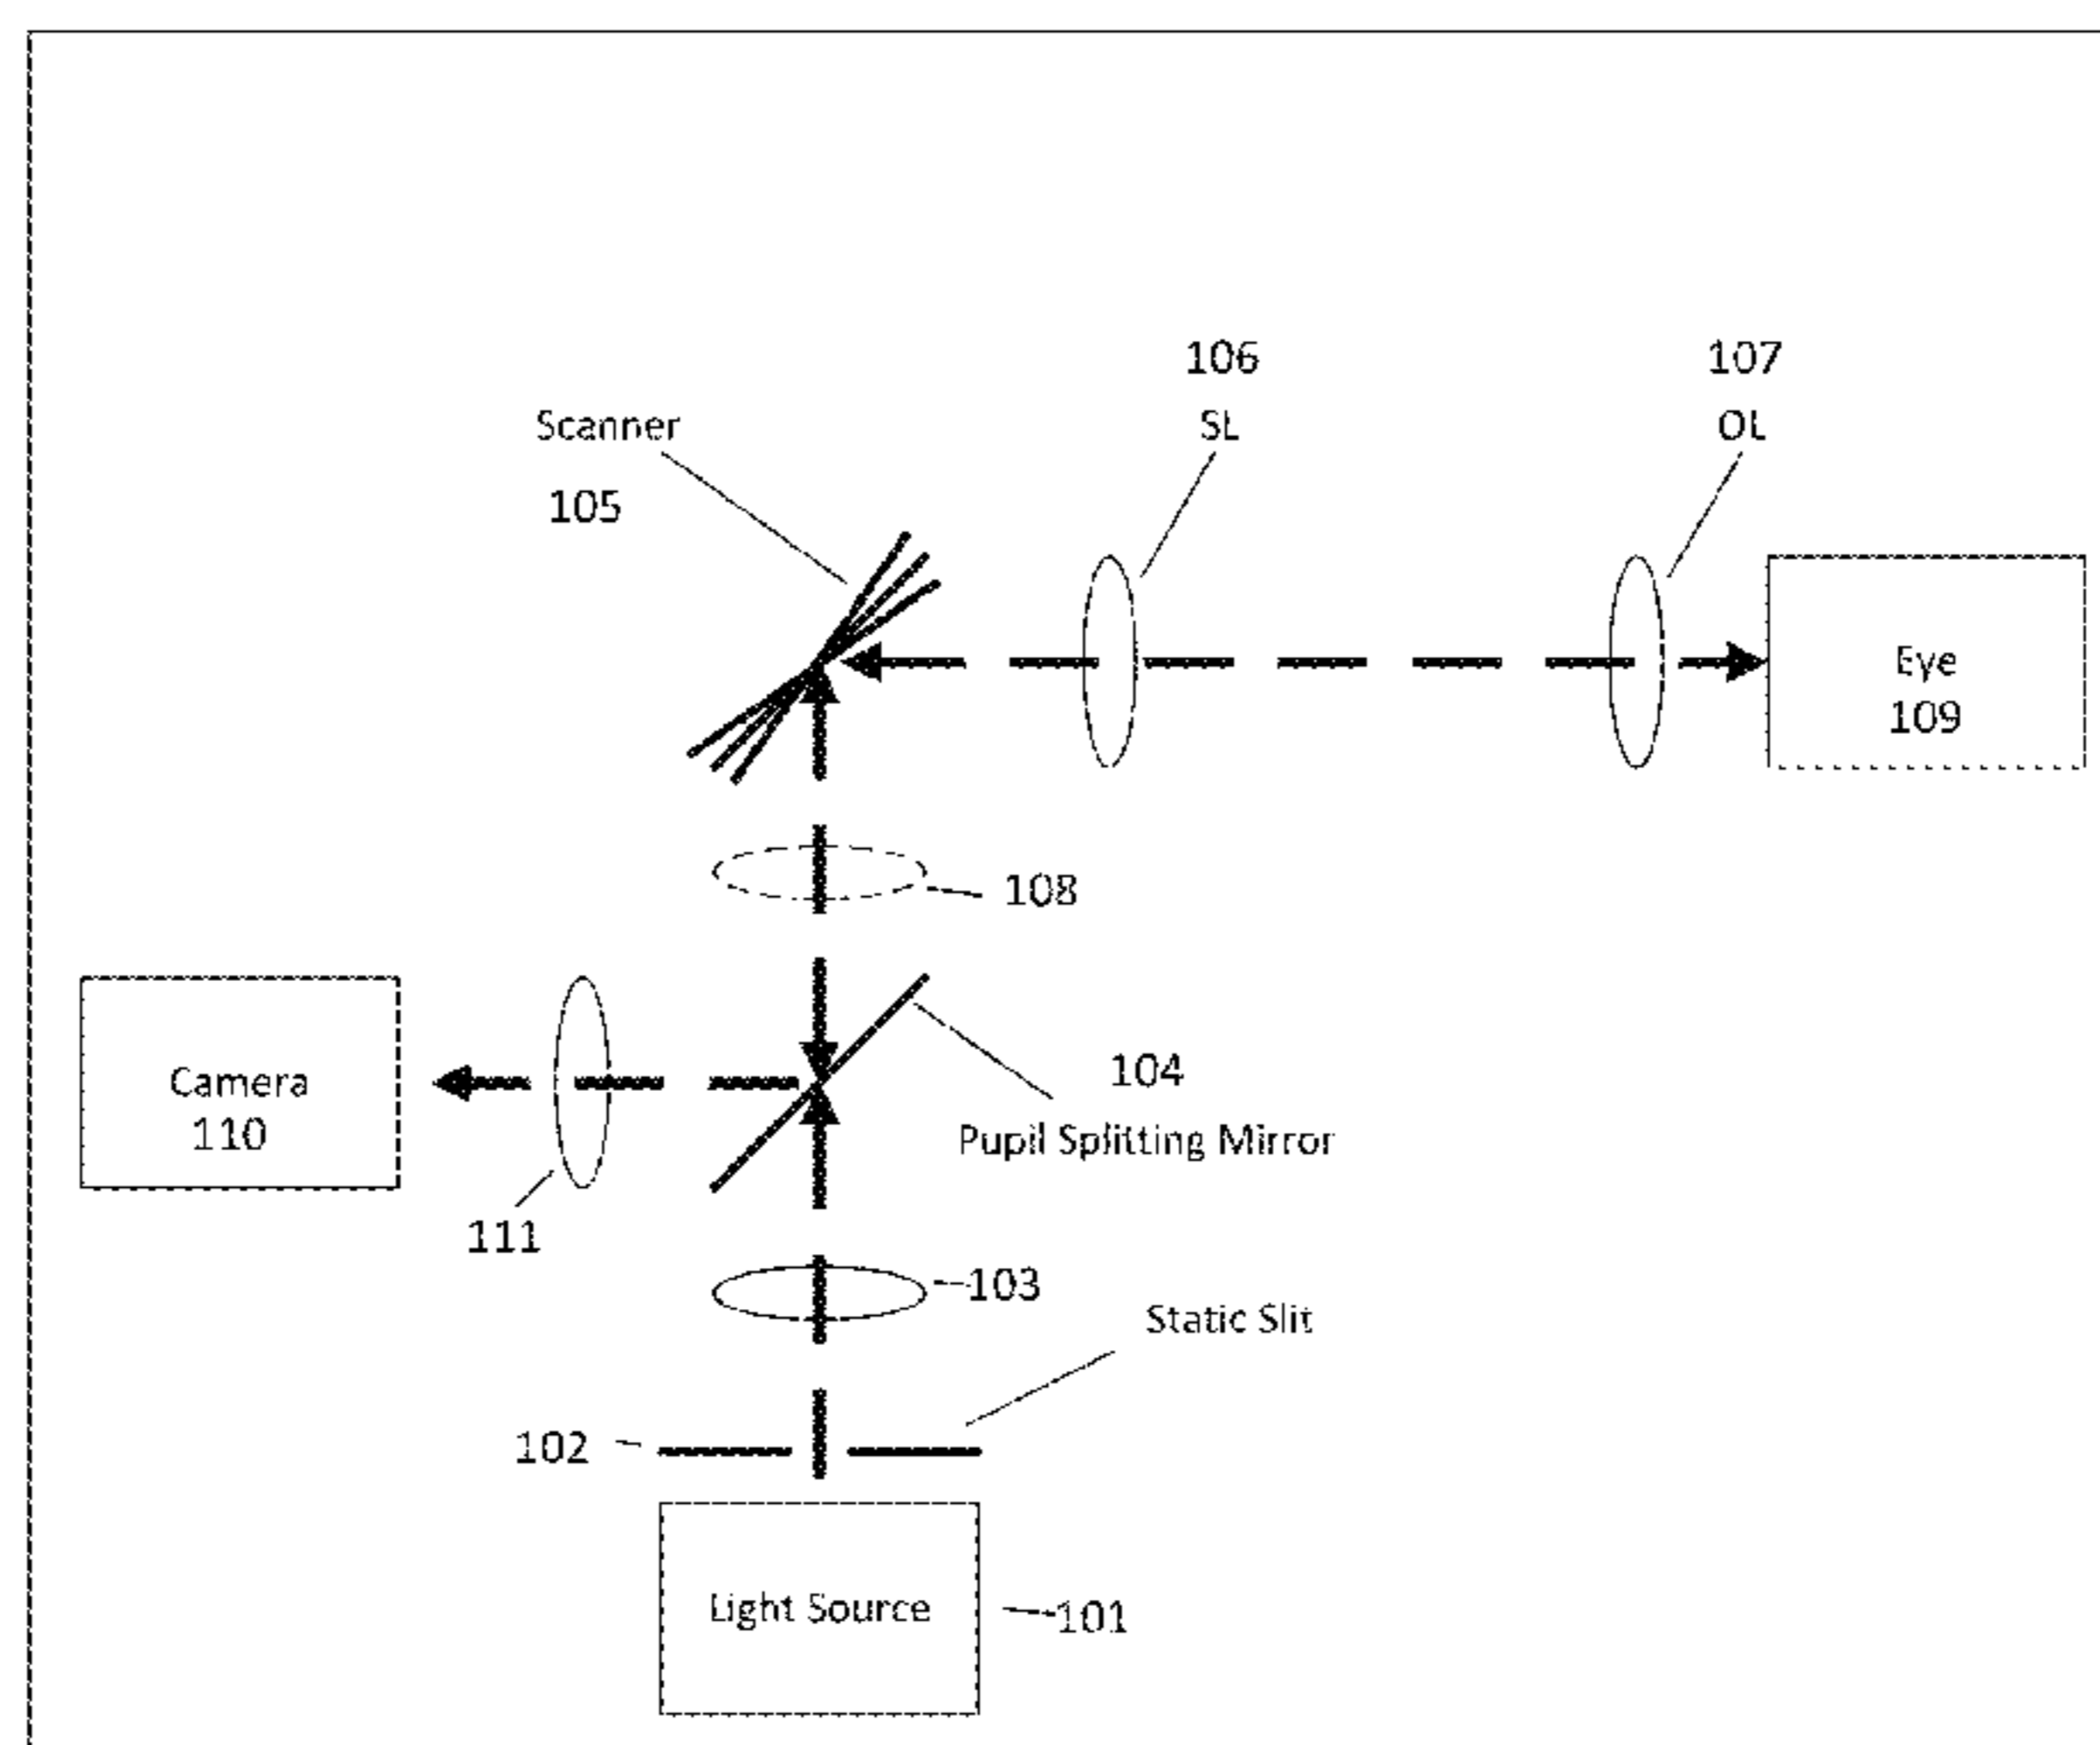 106
107
Scanner
SL
OL
105
Eye
109
108
Camera
110
104
Pupil Splitting Mirror
111
103
Static Slit
102
Light Source
101